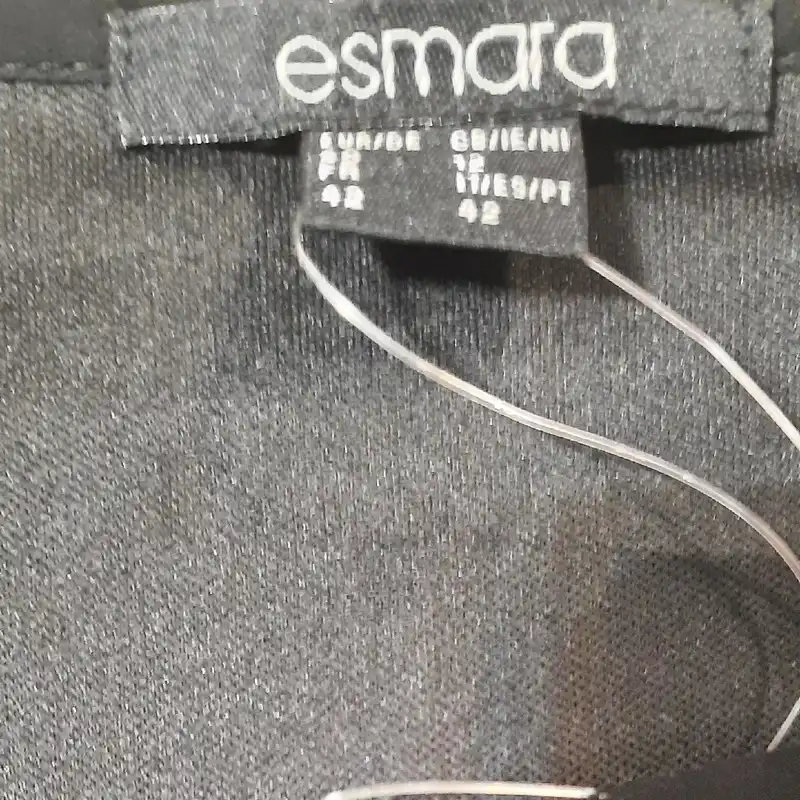 esmara
EUR/DE GB/IE/NI
12
FR IT/ES/PT
42 42